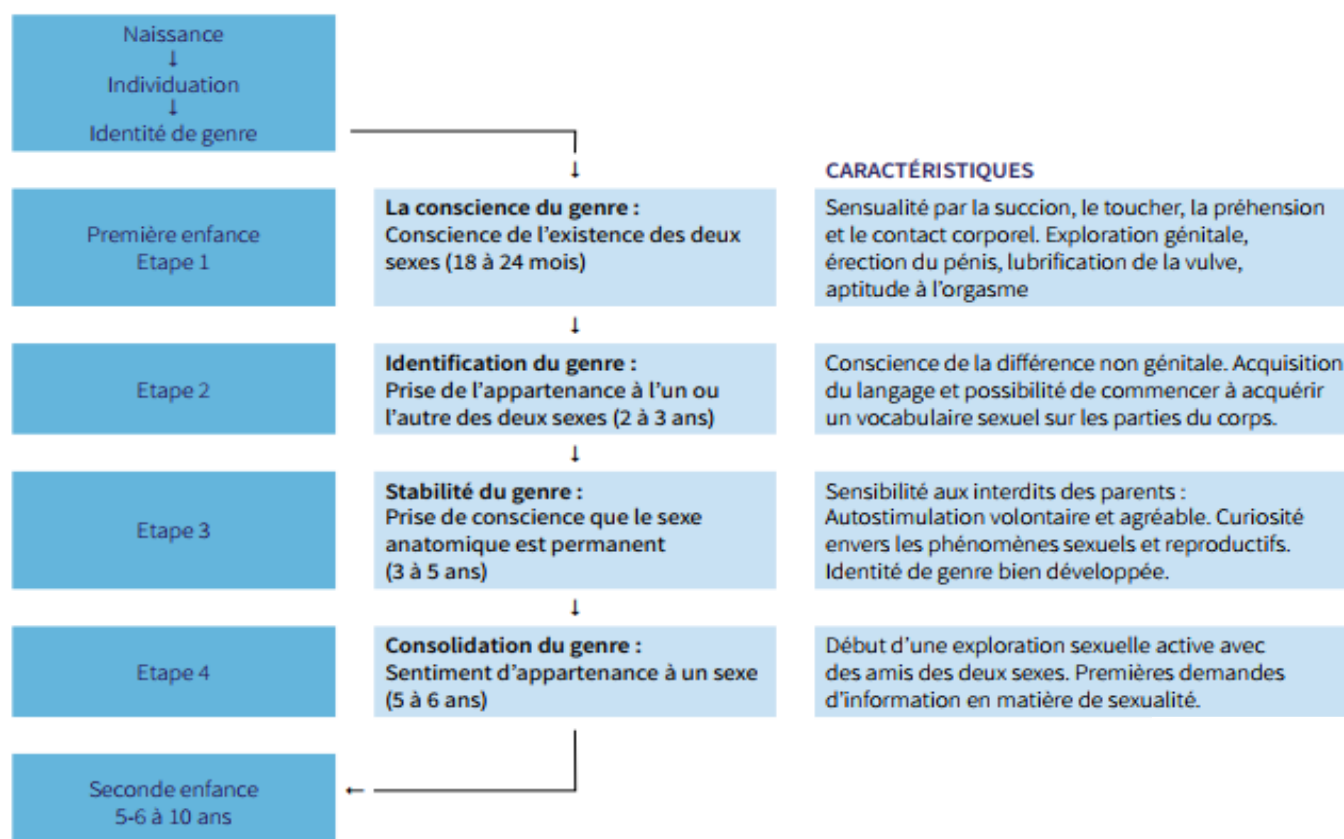 Naissance
↓
Individuation
↓
Identité de genre
↓
CARACTÉRISTIQUES
Première enfance
Etape 1
La conscience du genre :
Conscience de l'existence des deux
sexes (18 à 24 mois)
Sensualité par la succion, le toucher, la préhension
et le contact corporel. Exploration génitale,
érection du pénis, lubrification de la vulve,
aptitude à l'orgasme
↓
Etape 2
Identification du genre :
Prise de l'appartenance à l'un ou
l'autre des deux sexes (2 à 3 ans)
Conscience de la différence non génitale. Acquisition
du langage et possibilité de commencer à acquérir
un vocabulaire sexuel sur les parties du corps.
↓
Etape 3
Stabilité du genre :
Prise de conscience que le sexe
anatomique est permanent
(3 à 5 ans)
Sensibilité aux interdits des parents :
Autostimulation volontaire et agréable. Curiosité
envers les phénomènes sexuels et reproductifs.
Identité de genre bien développée.
↓
Etape 4
Consolidation du genre :
Sentiment d'appartenance à un sexe
(5 à 6 ans)
Début d'une exploration sexuelle active avec
des amis des deux sexes. Premières demandes
d'information en matière de sexualité.
Seconde enfance
5-6 à 10 ans
←